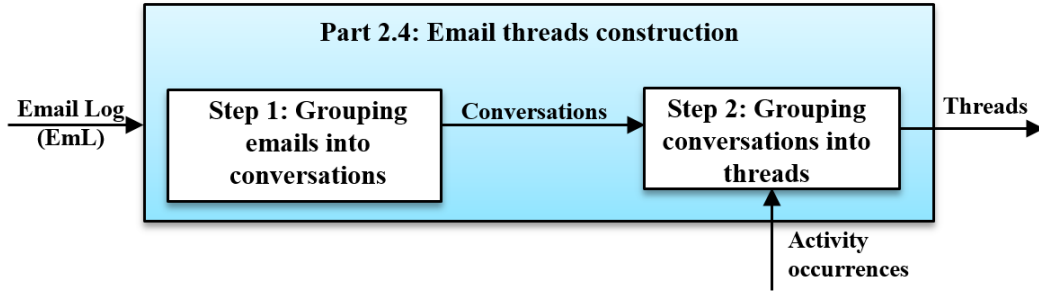 Part 2.4: Email threads construction
Email Log
(EmL)
Step 1: Grouping
emails into
conversations
Conversations
Step 2: Grouping
conversations into
threads
Threads
Activity
occurrences